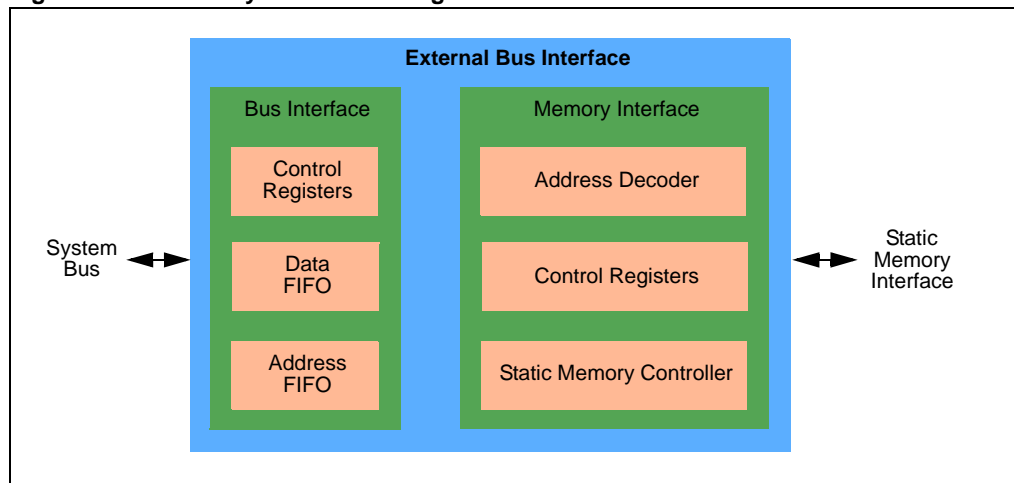 External Bus Interface
Bus Interface
Control
Registers
Data
FIFO
Address
FIFO
Memory Interface
Address Decoder
Control Registers
Static Memory Controller
System
Bus
Static
Memory
Interface